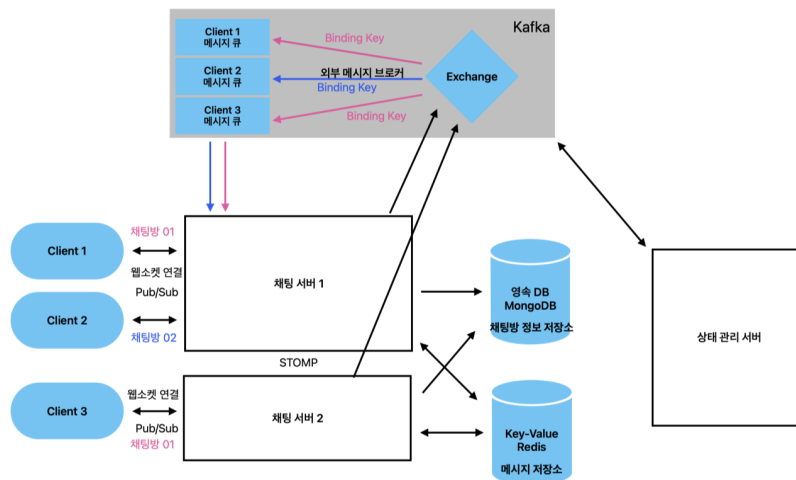 Kafka
Client 1
메시지 큐
Binding Key
Client 2
메시지 큐
외부 메시지 브로커
Binding Key
Exchange
Client 3
메시지 큐
Binding Key
Client 1
채팅방 01
웹소켓 연결
Pub/Sub
Client 2
채팅방 02
채팅 서버 1
STOMP
영속 DB
MongoDB
채팅방 정보 저장소
상태 관리 서버
Client 3
웹소켓 연결
Pub/Sub
채팅방 01
채팅 서버 2
Key-Value
Redis
메시지 저장소